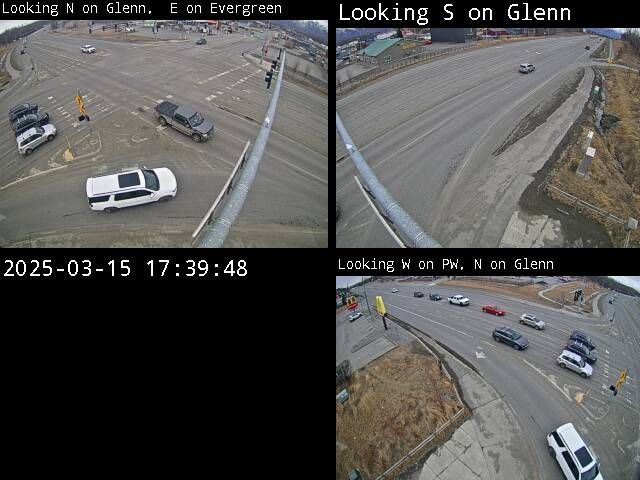 Looking N on Glenn,  E on Evergreen
Looking S on Glenn
2025-03-15 17:39:48
Looking W on PW, N on Glenn